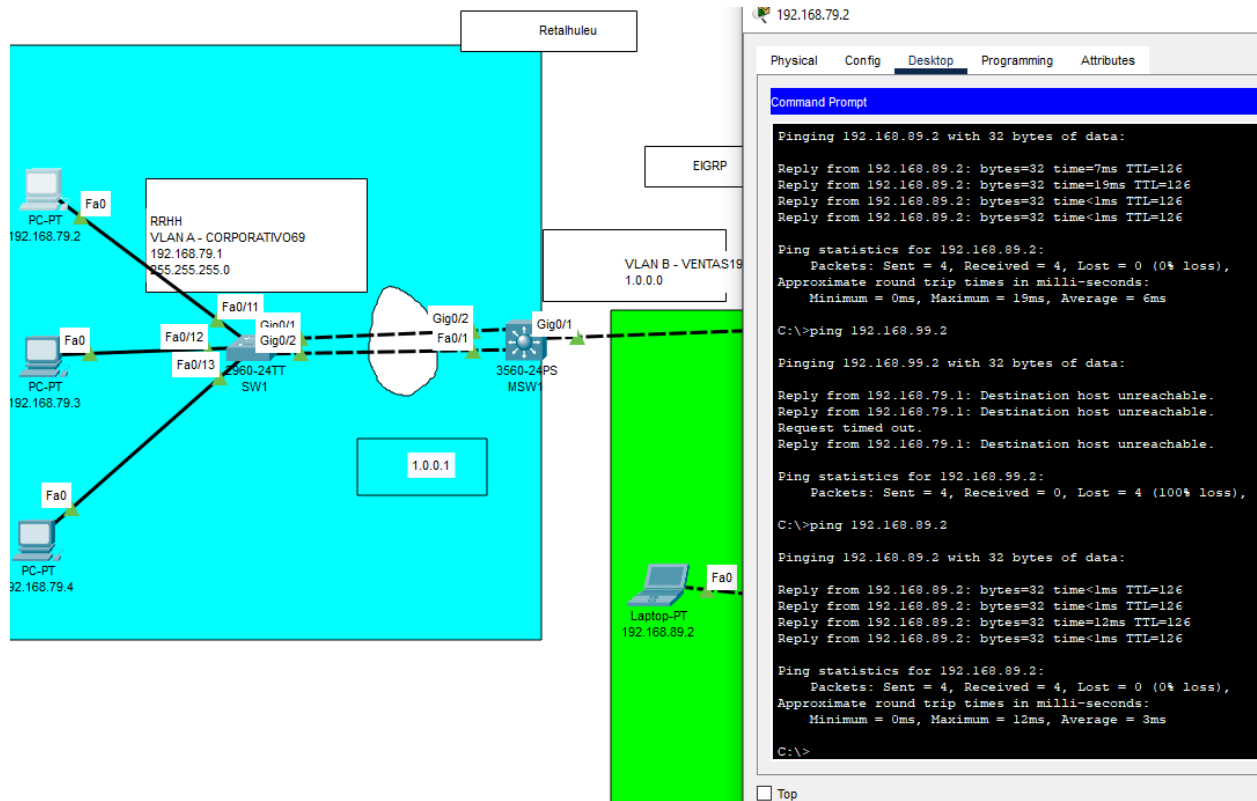 Retalhuleu
EIGRP
Fa0
PC-PT
192.168.79.2
RRHH
VLAN A - CORPORATIVO69
192.168.79.1
255.255.255.0
VLAN B - VENTAS19
1.0.0.0
Fa0/11
Gig0/1
Gig0/2
Fa0/12
Fa0/13
2960-24TT
SW1
Fa0
PC-PT
192.168.79.3
Gig0/2
Fa0/1
Gig0/1
3560-24PS
MSW1
1.0.0.1
Fa0
PC-PT
92.168.79.4
Fa0
Laptop-PT
192.168.89.2
192.168.79.2
Physical Config Desktop Programming Attributes
Command Prompt
Pinging 192.168.89.2 with 32 bytes of data:
Reply from 192.168.89.2: bytes=32 time=7ms TTL=126
Reply from 192.168.89.2: bytes=32 time=19ms TTL=126
Reply from 192.168.89.2: bytes=32 time<1ms TTL=126
Reply from 192.168.89.2: bytes=32 time<1ms TTL=126
Ping statistics for 192.168.89.2:
Packets: Sent = 4, Received = 4, Lost = 0 (0% loss),
Approximate round trip times in milli-seconds:
Minimum = 0ms, Maximum = 19ms, Average = 6ms
C:\>ping 192.168.99.2
Pinging 192.168.99.2 with 32 bytes of data:
Reply from 192.168.79.1: Destination host unreachable.
Reply from 192.168.79.1: Destination host unreachable.
Request timed out.
Reply from 192.168.79.1: Destination host unreachable.
Ping statistics for 192.168.99.2:
Packets: Sent = 4, Received = 0, Lost = 4 (100% loss),
C:\>ping 192.168.89.2
Pinging 192.168.89.2 with 32 bytes of data:
Reply from 192.168.89.2: bytes=32 time<1ms TTL=126
Reply from 192.168.89.2: bytes=32 time<1ms TTL=126
Reply from 192.168.89.2: bytes=32 time=12ms TTL=126
Reply from 192.168.89.2: bytes=32 time<1ms TTL=126
Ping statistics for 192.168.89.2:
Packets: Sent = 4, Received = 4, Lost = 0 (0% loss),
Approximate round trip times in milli-seconds:
Minimum = 0ms, Maximum = 12ms, Average = 3ms
C:\>
Top